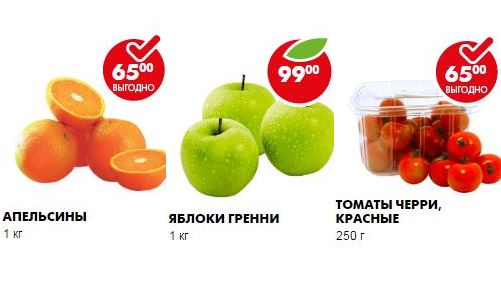 65⁰⁰
ВЫГОДНО
АПЕЛЬСИНЫ
1 кг
99⁰⁰
ЯБЛОКИ ГРЕННИ
1 кг
65⁰⁰
ВЫГОДНО
ТОМАТЫ ЧЕРРИ,
КРАСНЫЕ
250 г